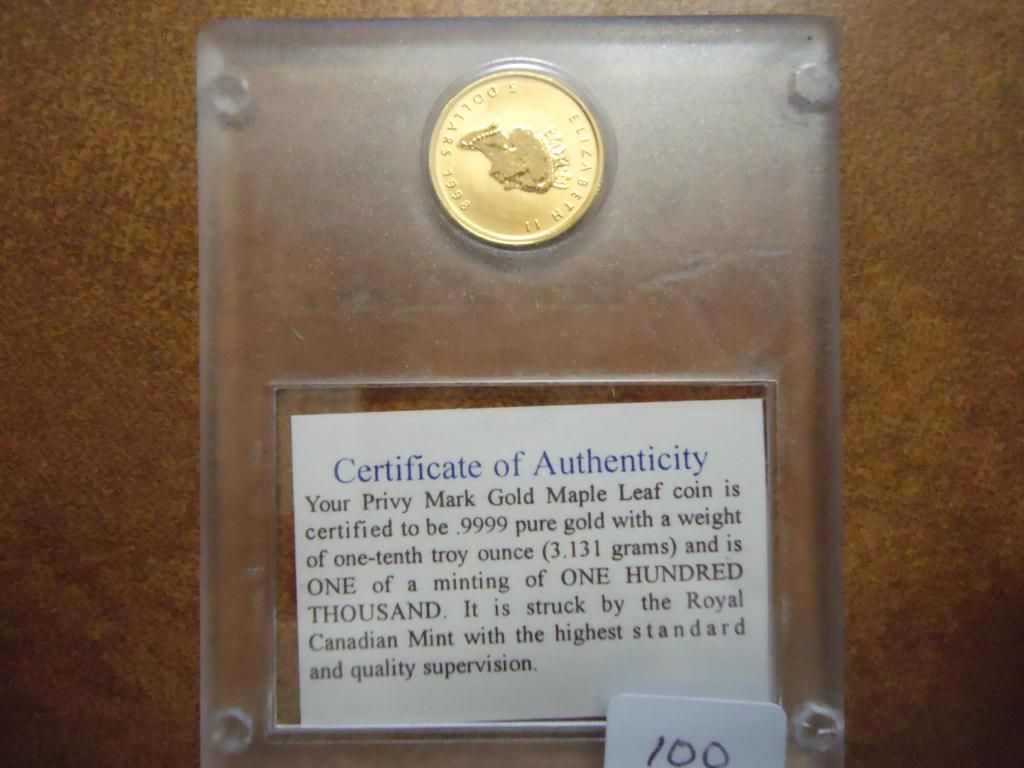 ELIZABETH II
5 DOLLARS 1996
Certificate of Authenticity
Your Privy Mark Gold Maple Leaf coin is
certified to be .9999 pure gold with a weight
of one-tenth troy ounce (3.131 grams) and is
ONE of a minting of ONE HUNDRED
THOUSAND. It is struck by the Royal
Canadian Mint with the highest standard
and quality supervision.
100